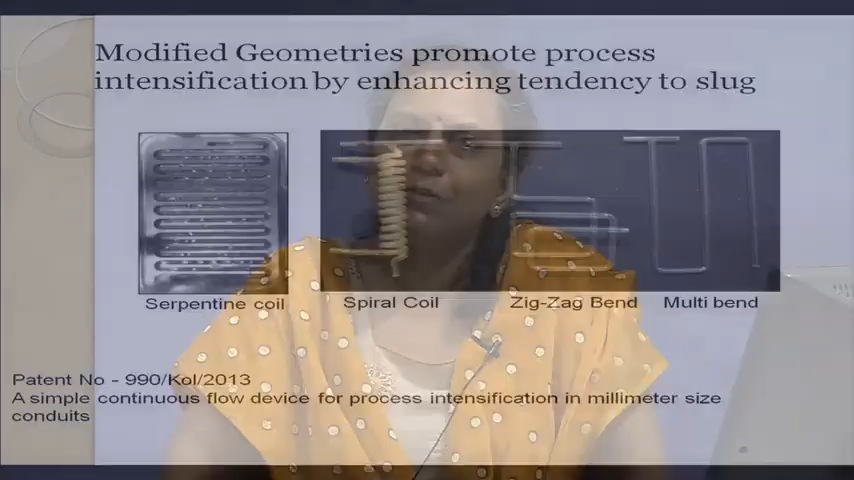 Modified Geometries promote process
intensification by enhancing tendency to slug
Serpentine coil
Spiral Coil
Zig-Zag Bend
Multi bend
Patent No - 990/Kol/2013
A simple continuous flow device for process intensification in millimeter size
conduits